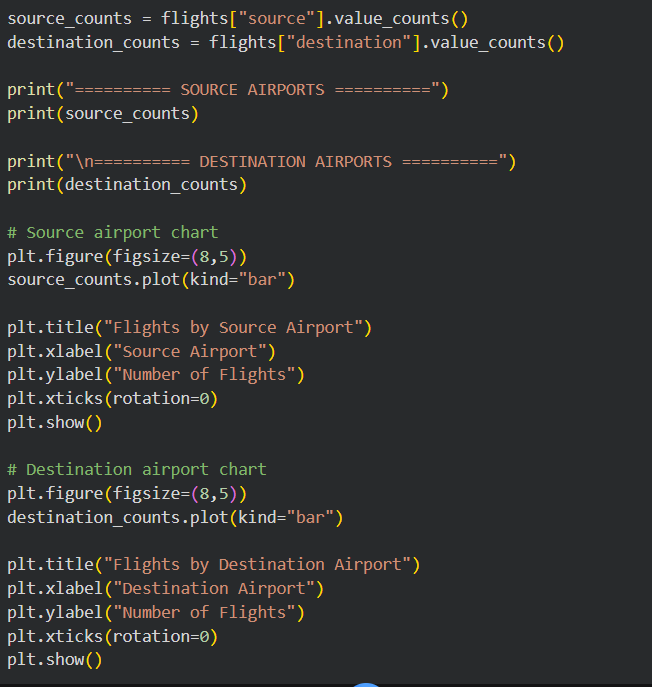 source_counts = flights["source"].value_counts()
destination_counts = flights["destination"].value_counts()
print("========== SOURCE AIRPORTS ==========")
print(source_counts)
print("\n========== DESTINATION AIRPORTS ==========")
print(destination_counts)
# Source airport chart
plt.figure(figsize=(8,5))
source_counts.plot(kind="bar")
plt.title("Flights by Source Airport")
plt.xlabel("Source Airport")
plt.ylabel("Number of Flights")
plt.xticks(rotation=0)
plt.show()
# Destination airport chart
plt.figure(figsize=(8,5))
destination_counts.plot(kind="bar")
plt.title("Flights by Destination Airport")
plt.xlabel("Destination Airport")
plt.ylabel("Number of Flights")
plt.xticks(rotation=0)
plt.show()